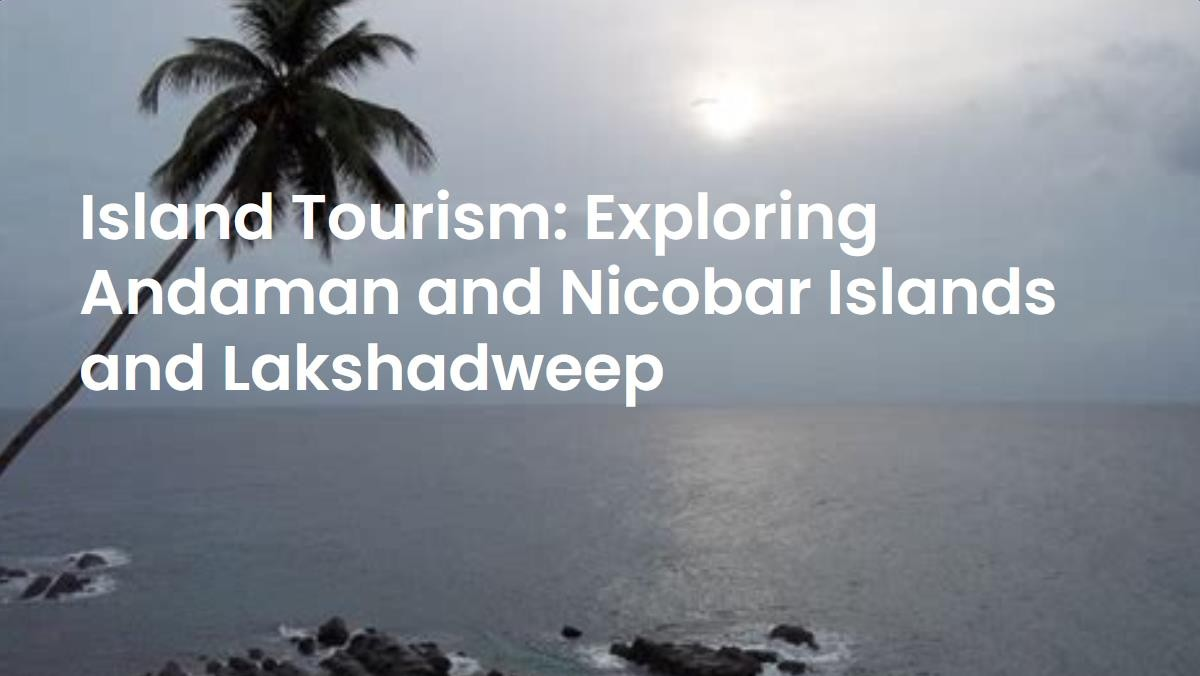 Island Tourism: Exploring
Andaman and Nicobar Islands
and Lakshadweep